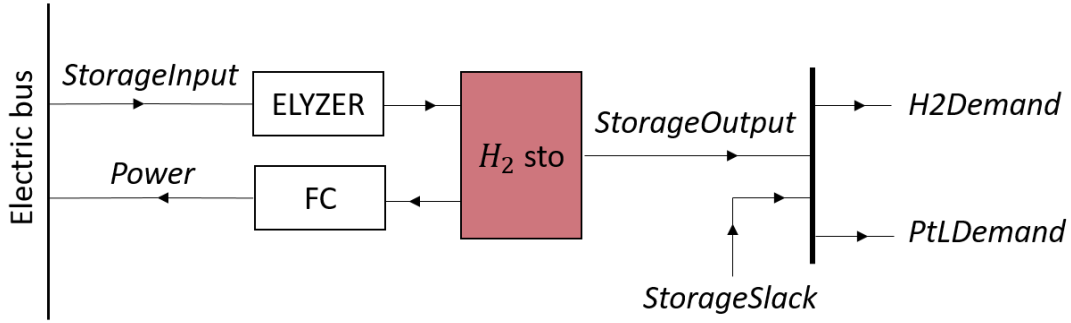 Electric bus
StorageInput
ELYZER
Power
FC
H₂ sto
StorageOutput
StorageSlack
H2Demand
PtLDemand